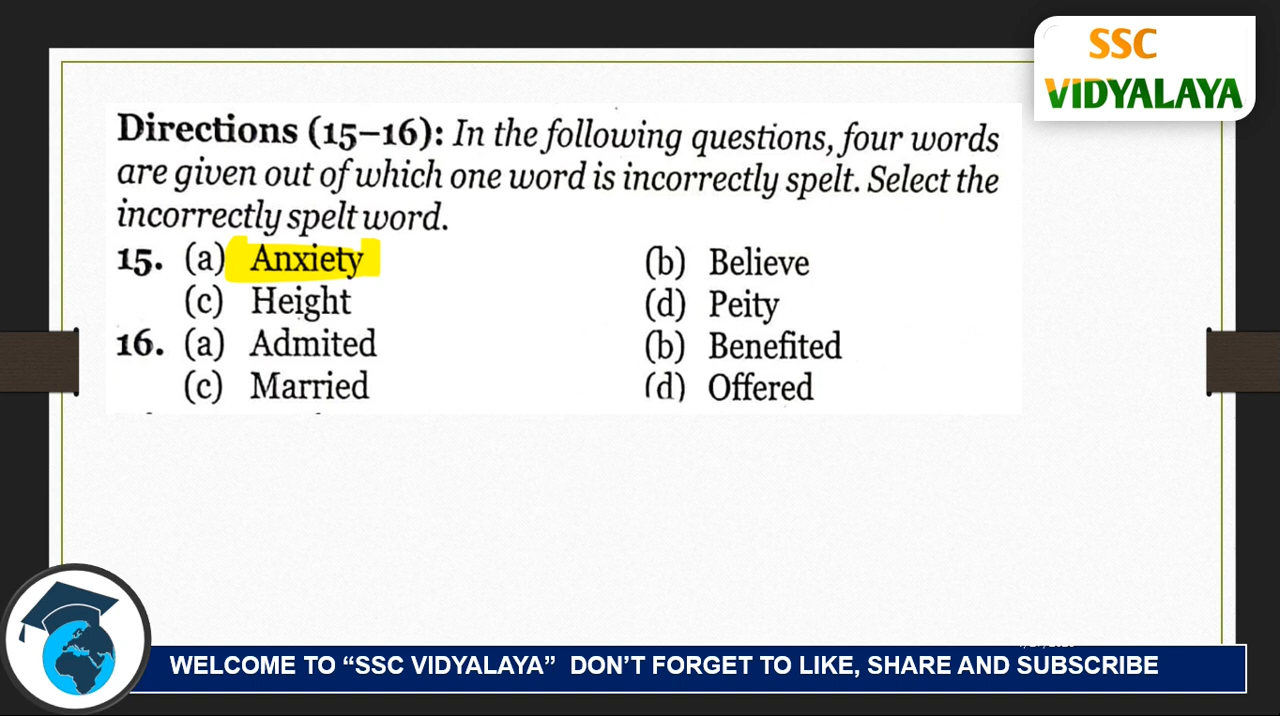 SSC
VIDYALAYA
Directions (15–16): In the following questions, four words
are given out of which one word is incorrectly spelt. Select the
incorrectly spelt word.
15. (a) Anxiety (b) Believe
(c) Height (d) Peity
16. (a) Admited (b) Benefited
(c) Married (d) Offered
WELCOME TO “SSC VIDYALAYA” DON’T FORGET TO LIKE, SHARE AND SUBSCRIBE